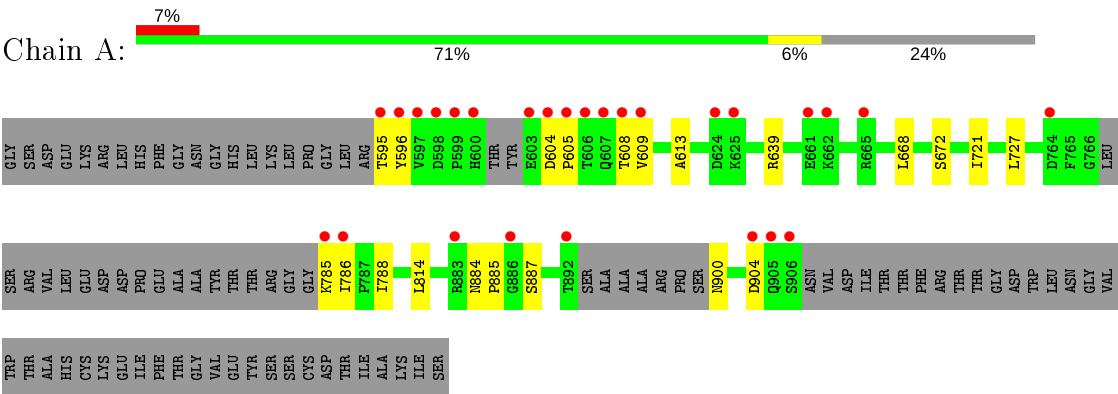 7%
Chain A:
71% 6% 24%
GLY SER ASP GLU LYS ARG LEU HIS PHE GLY ASN GLY HIS LEU LYS LEU PRO GLY LEU ARG T595 Y596 V597 D598 P599 H600 THR TYR E603 D604 P605 T606 Q607 T608 V609 A613 D624 K625 R639 E661 K662 R665 L668 S672 I721 L727 D764 F765 G766 LEU
SER ARG VAL LEU GLU ASP ASP PRO GLU ALA ALA TYR THR THR ARG GLY GLY K785 I786 P787 I788 L814 R883 N884 P885 G886 S887 T892 SER ALA ALA ALA ARG PRO SER N900 D904 Q905 S906 ASN VAL ASP ILE THR THR PHE ARG THR THR GLY ASP TRP LEU ASN GLY VAL
TRP THR ALA HIS CYS LYS GLU ILE PHE THR GLY VAL GLU TYR SER SER CYS ASP THR ILE ALA LYS ILE SER